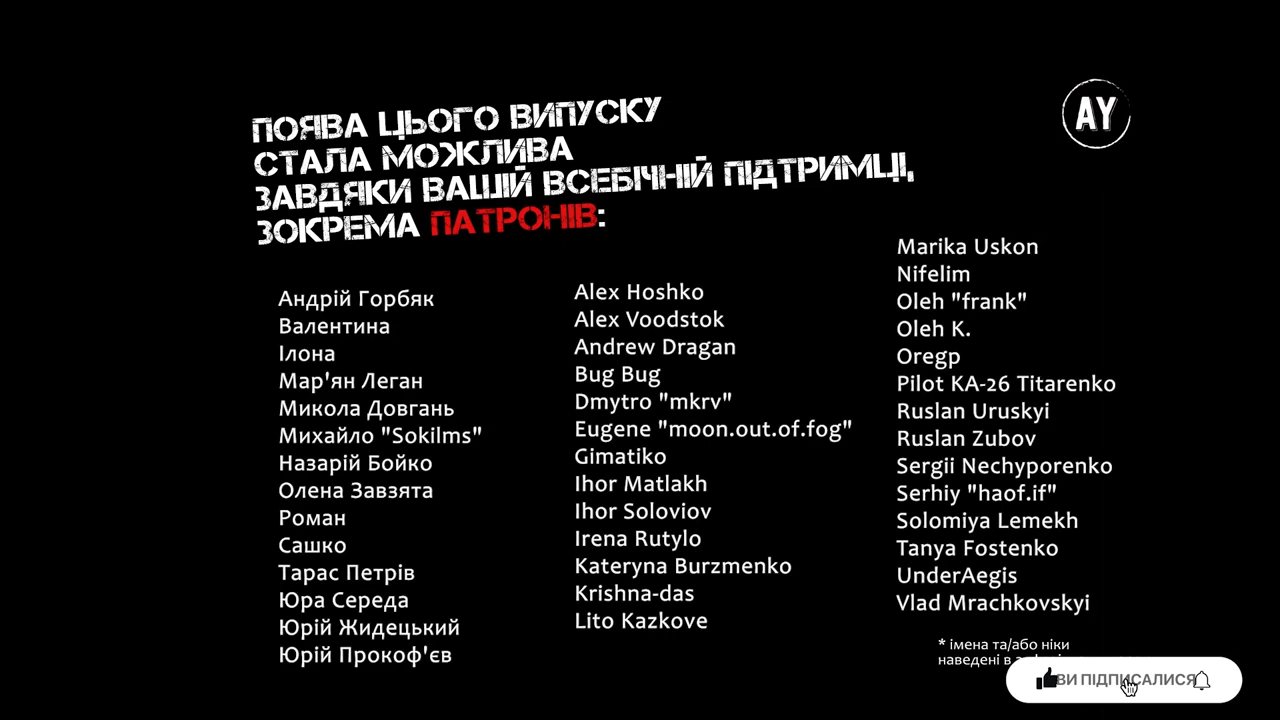 ПОЯВА ЦЬОГО ВИПУСКУ
СТАЛА МОЖЛИВА
ЗАВДЯКИ ВАШІЙ ВСЕБІЧНІЙ ПІДТРИМЦІ,
ЗОКРЕМА ПАТРОНІВ:
АУ
Андрій Горбяк
Валентина
Ілона
Мар'ян Леган
Микола Довгань
Михайло "Sokilms"
Назарій Бойко
Олена Завзята
Роман
Сашко
Тарас Петрів
Юра Середа
Юрій Жидецький
Юрій Прокоф'єв
Alex Hoshko
Alex Voodstok
Andrew Dragan
Bug Bug
Dmytro "mkrv"
Eugene "moon.out.of.fog"
Gimatiko
Ihor Matlakh
Ihor Soloviov
Irena Rutylo
Kateryna Burzmenko
Krishna-das
Lito Kazkove
Marika Uskon
Nifelim
Oleh "frank"
Oleh K.
Oregp
Pilot KA-26 Titarenko
Ruslan Uruskyi
Ruslan Zubov
Sergii Nechyporenko
Serhiy "haof.if"
Solomiya Lemekh
Tanya Fostenko
UnderAegis
Vlad Mrachkovskyi
* імена та/або ніки
наведені в
ВИ ПІДПИСАЛИСЯ